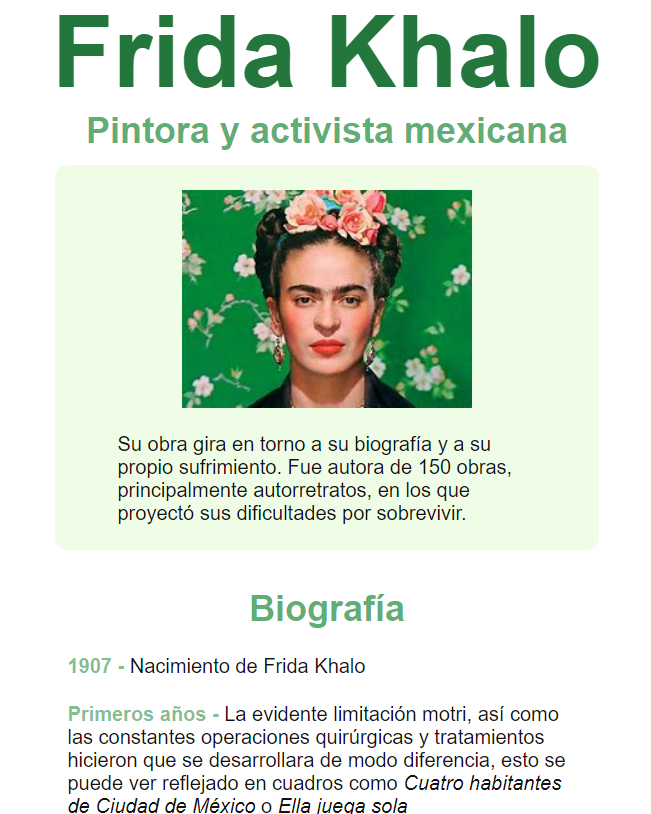 Frida Khalo
Pintora y activista mexicana
Su obra gira en torno a su biografía y a su
propio sufrimiento. Fue autora de 150 obras,
principalmente autorretratos, en los que
proyectó sus dificultades por sobrevivir.
Biografía
1907 - Nacimiento de Frida Khalo
Primeros años - La evidente limitación motri, así como
las constantes operaciones quirúrgicas y tratamientos
hicieron que se desarrollara de modo diferencia, esto se
puede ver reflejado en cuadros como Cuatro habitantes
de Ciudad de México o Ella juega sola